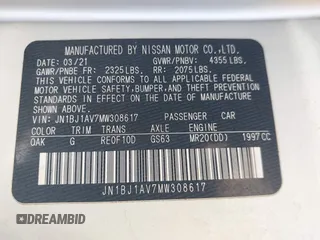 MANUFACTURED BY NISSAN MOTOR CO.,LTD.
DATE: 03/21 GVWR/PNBV: 4355 LBS.
GAWR/PNBE FR: 2325 LBS. RR: 2075 LBS.
THIS VEHICLE CONFORMS TO ALL APPLICABLE FEDERAL
MOTOR VEHICLE SAFETY, BUMPER, AND THEFT
PREVENTION STANDARDS IN EFFECT ON THE DATE OF
MANUFACTURE SHOWN ABOVE.
VIN: JN1BJ1AV7MW308617 PASSENGER CAR
COLOR TRIM TRANS AXLE ENGINE
QAK G RE0F10D GS63 MR20(DD) 1997 CC
JN1BJ1AV7MW308617
DREAMBID